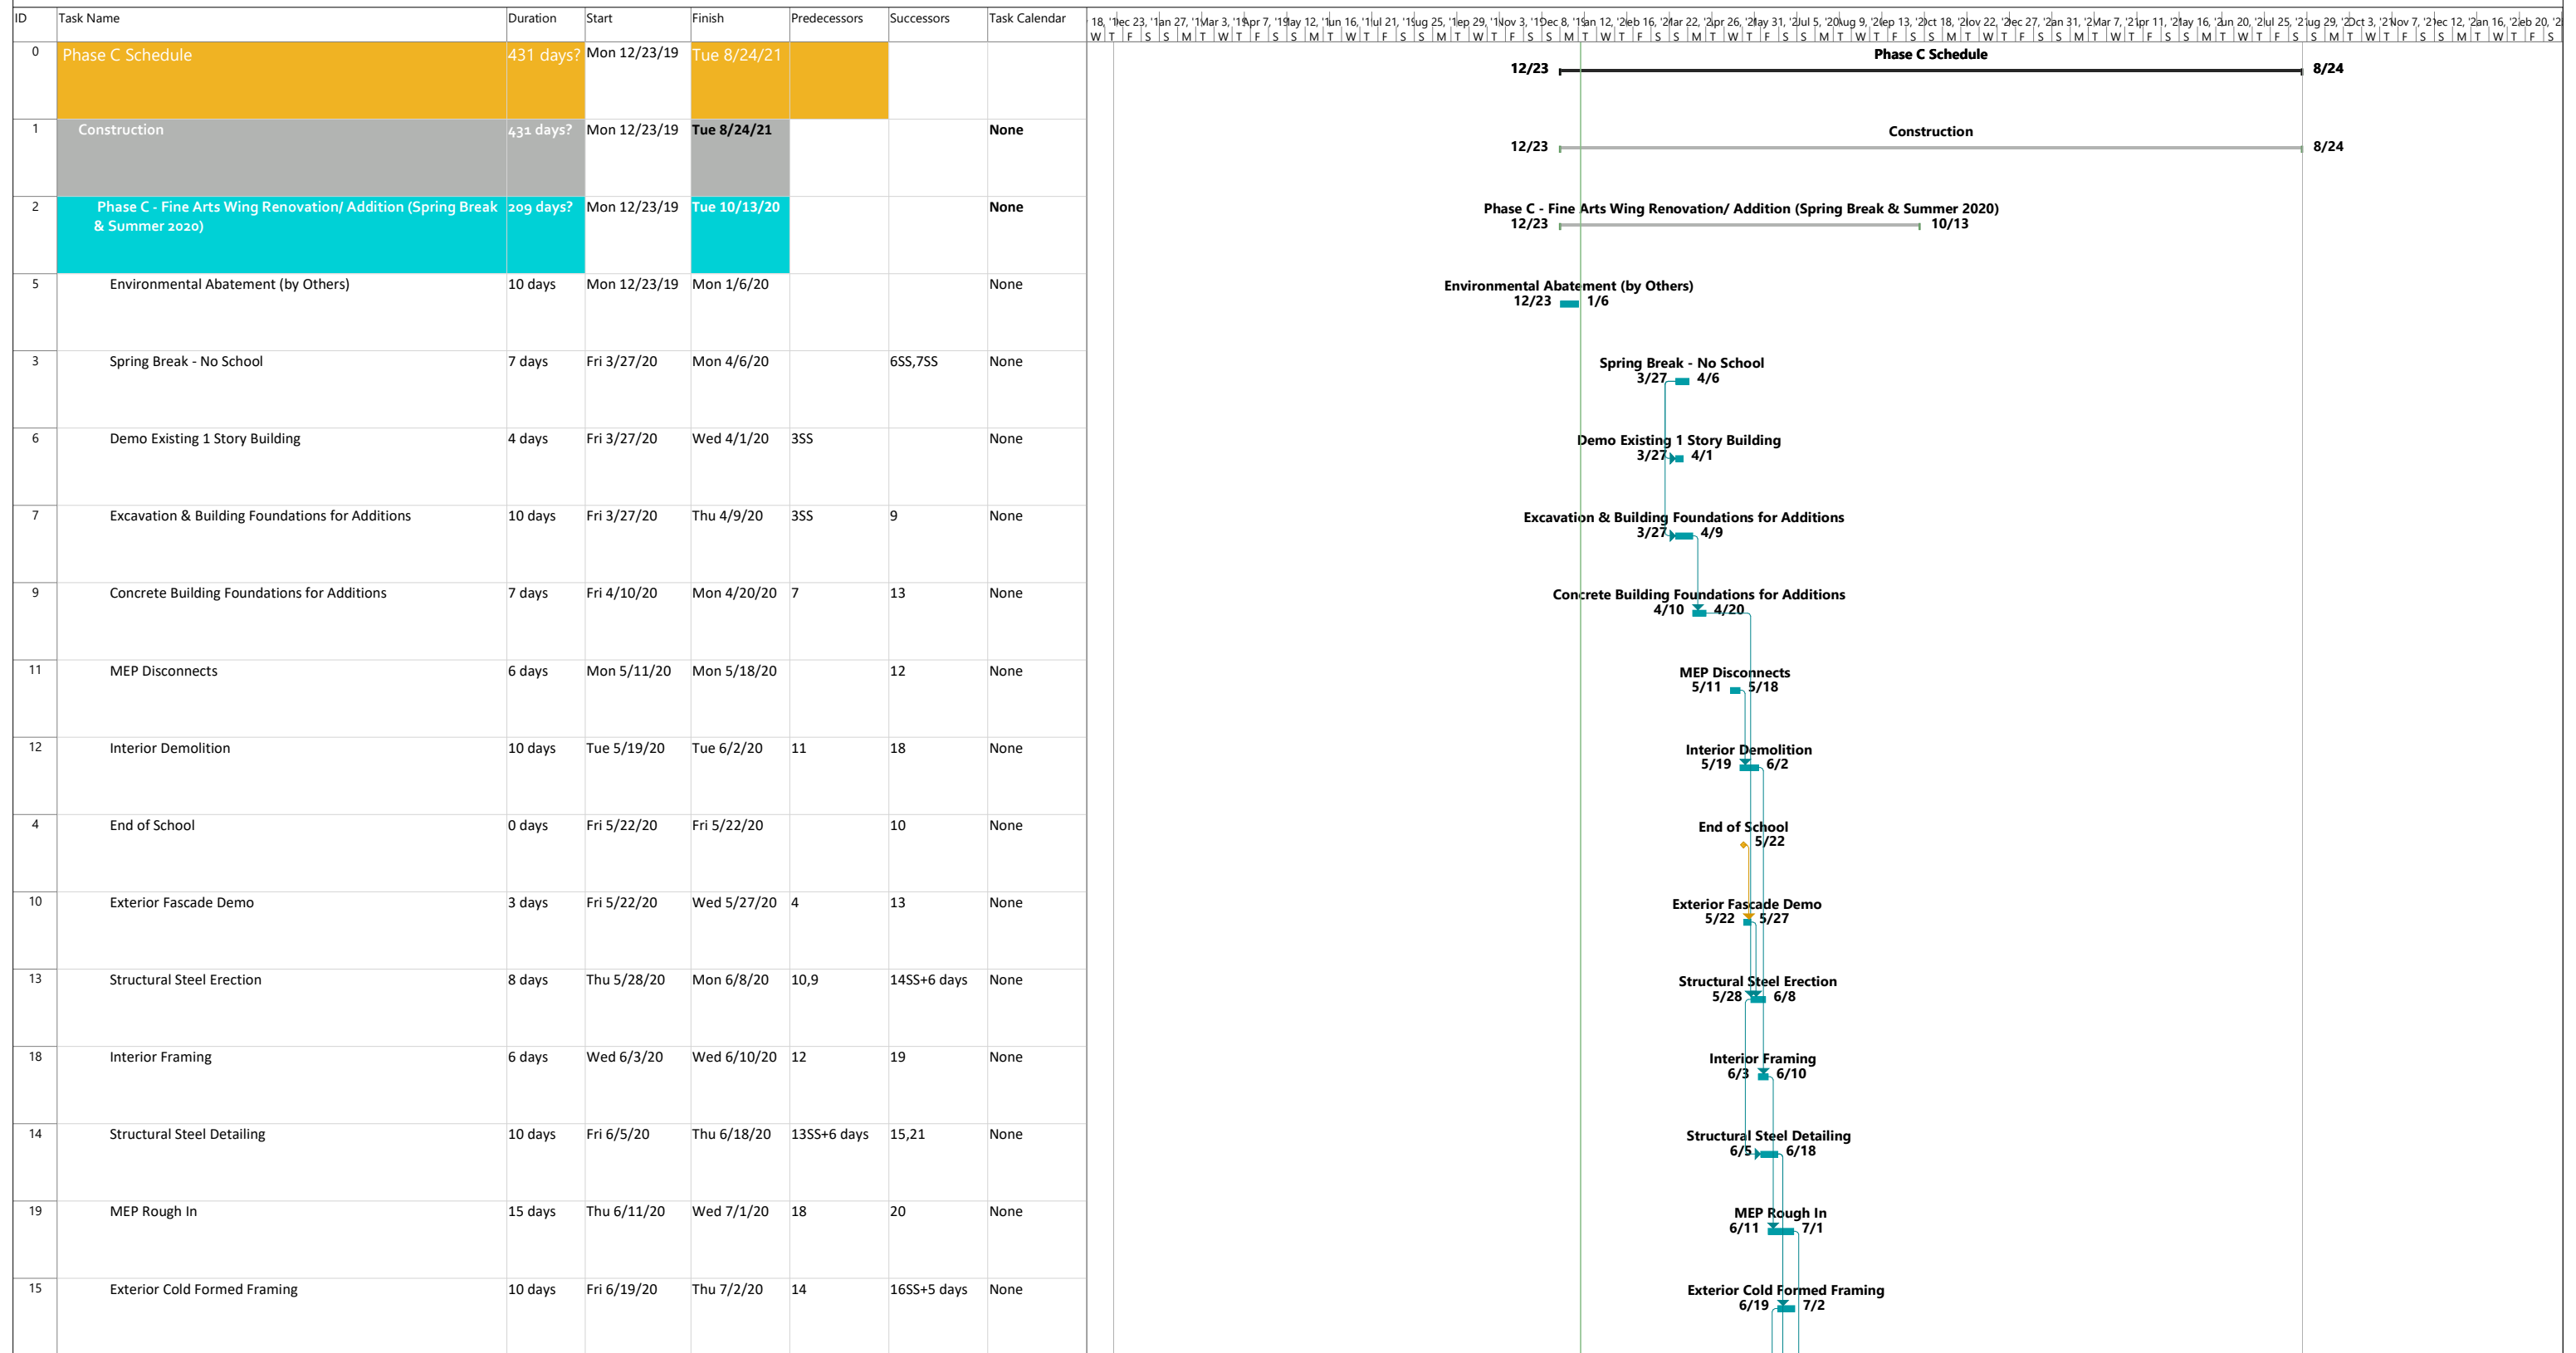 ID Task Name Duration Start Finish Predecessors Successors Task Calendar
0 Phase C Schedule 431 days? Mon 12/23/19 Tue 8/24/21
1 Construction 431 days? Mon 12/23/19 Tue 8/24/21 None
2 Phase C - Fine Arts Wing Renovation/ Addition (Spring Break 209 days? Mon 12/23/19 Tue 10/13/20 None
& Summer 2020)
5 Environmental Abatement (by Others) 10 days Mon 12/23/19 Mon 1/6/20 None
3 Spring Break - No School 7 days Fri 3/27/20 Mon 4/6/20 6SS,7SS None
6 Demo Existing 1 Story Building 4 days Fri 3/27/20 Wed 4/1/20 3SS None
7 Excavation & Building Foundations for Additions 10 days Fri 3/27/20 Thu 4/9/20 3SS 9 None
9 Concrete Building Foundations for Additions 7 days Fri 4/10/20 Mon 4/20/20 7 13 None
11 MEP Disconnects 6 days Mon 5/11/20 Mon 5/18/20 12 None
12 Interior Demolition 10 days Tue 5/19/20 Tue 6/2/20 11 18 None
4 End of School 0 days Fri 5/22/20 Fri 5/22/20 10 None
10 Exterior Fascade Demo 3 days Fri 5/22/20 Wed 5/27/20 4 13 None
13 Structural Steel Erection 8 days Thu 5/28/20 Mon 6/8/20 10,9 14SS+6 days None
18 Interior Framing 6 days Wed 6/3/20 Wed 6/10/20 12 19 None
14 Structural Steel Detailing 10 days Fri 6/5/20 Thu 6/18/20 13SS+6 days 15,21 None
19 MEP Rough In 15 days Thu 6/11/20 Wed 7/1/20 18 20 None
15 Exterior Cold Formed Framing 10 days Fri 6/19/20 Thu 7/2/20 14 16SS+5 days None
Phase C Schedule
12/23 8/24
Construction
12/23 8/24
Phase C - Fine Arts Wing Renovation/ Addition (Spring Break & Summer 2020)
12/23 10/13
Environmental Abatement (by Others)
12/23 1/6
Spring Break - No School
3/27 4/6
Demo Existing 1 Story Building
3/27 4/1
Excavation & Building Foundations for Additions
3/27 4/9
Concrete Building Foundations for Additions
4/10 4/20
MEP Disconnects
5/11 5/18
Interior Demolition
5/19 6/2
End of School
5/22
Exterior Fascade Demo
5/22 5/27
Structural Steel Erection
5/28 6/8
Interior Framing
6/3 6/10
Structural Steel Detailing
6/5 6/18
MEP Rough In
6/11 7/1
Exterior Cold Formed Framing
6/19 7/2